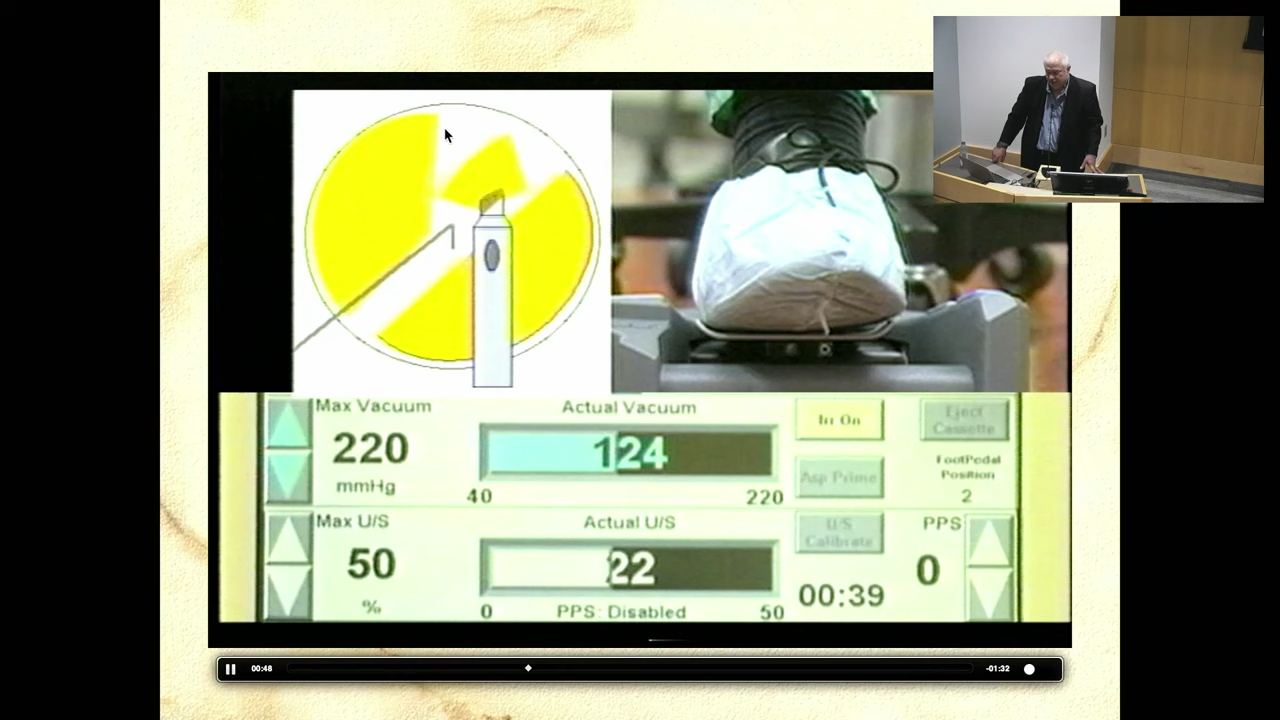 Max Vacuum
Actual Vacuum
Irr On
Eject
Cassette
220
124
FootPedal
Position
mmHg
40
220
Asp Prime
2
Max U/S
Actual U/S
U/S
Calibrate
PPS
50
22
00:39
0
%
0
PPS: Disabled
50
00:48
-01:32